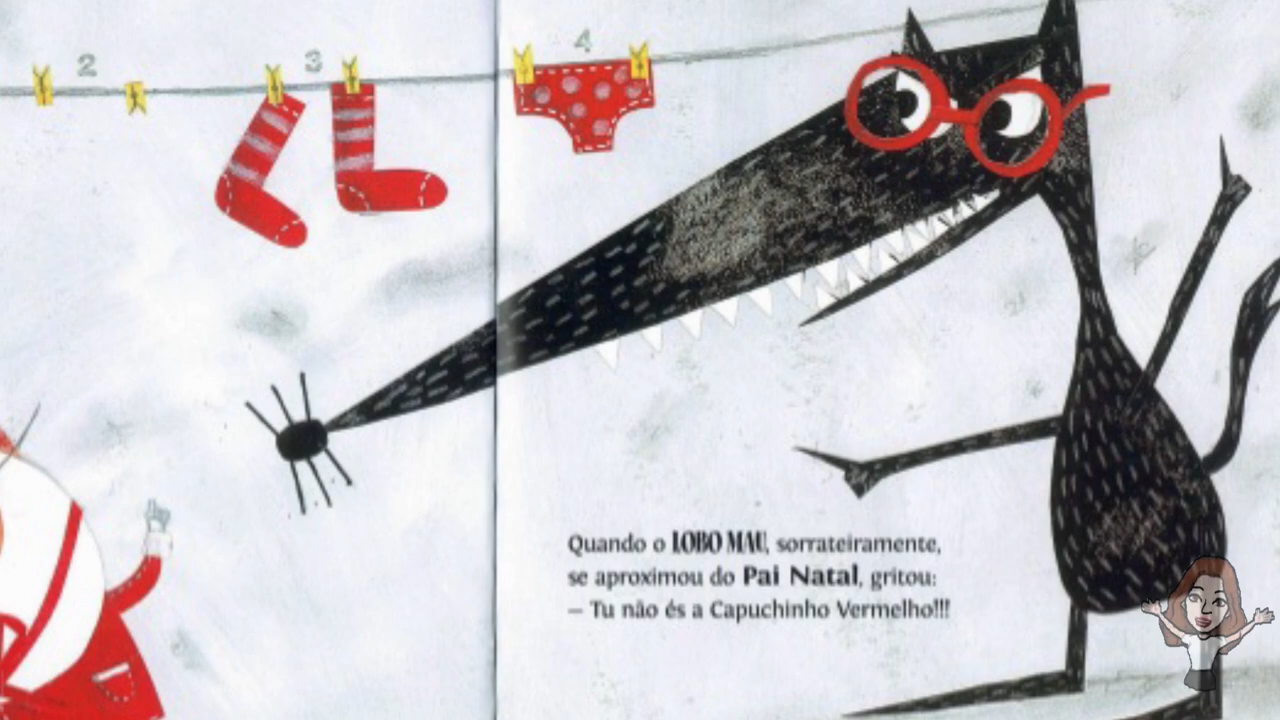 2
3
4
Quando o LOBO MAU, sorrateiramente,
se aproximou do Pai Natal, gritou:
– Tu não és a Capuchinho Vermelho!!!